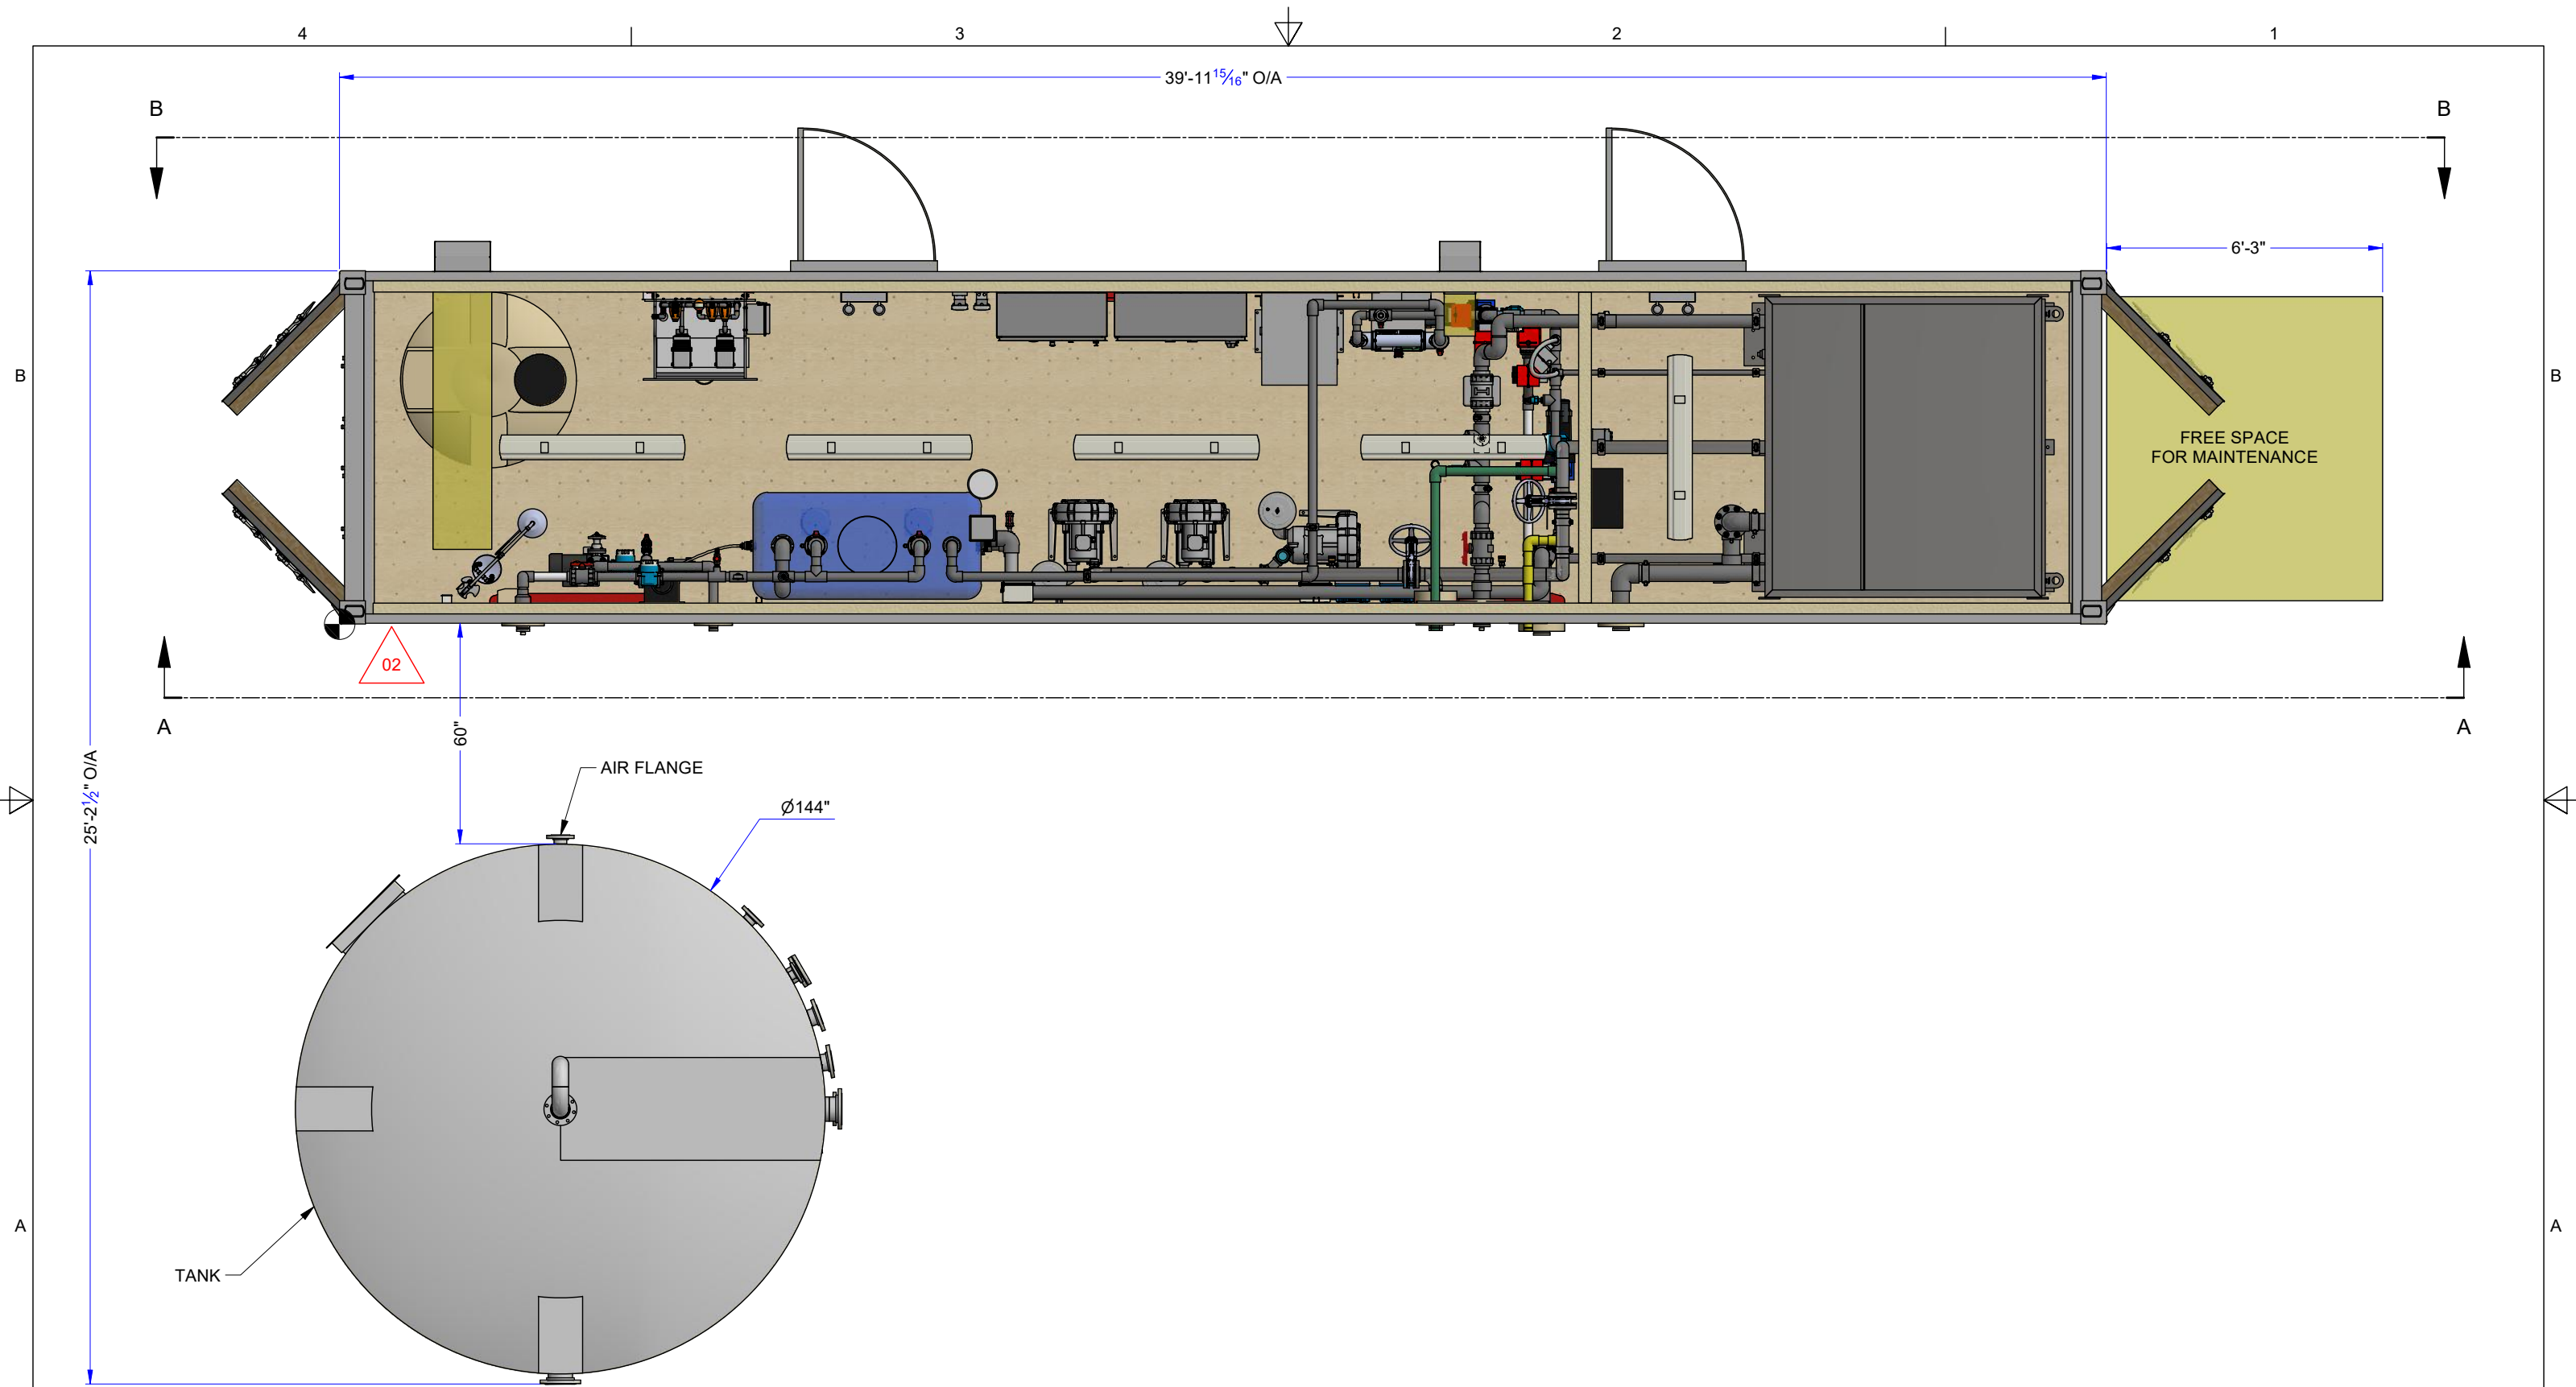 4 3 2 1
39'-11 15/16" O/A
B B
6'-3"
B B
FREE SPACE
FOR MAINTENANCE
02
A A
60"
25'-2 1/2" O/A
AIR FLANGE
Ø144"
A A
TANK